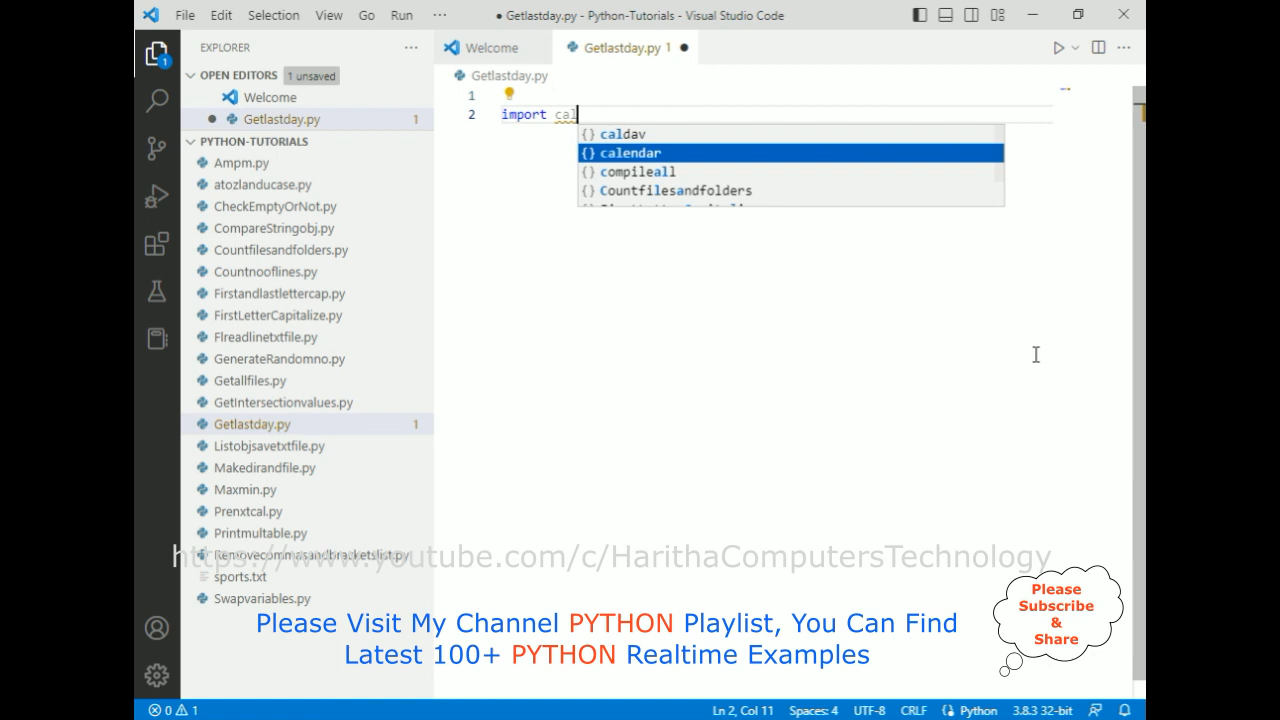 File Edit Selection View Go Run ··· ● Getlastday.py - Python-Tutorials - Visual Studio Code
EXPLORER ···
Welcome
Getlastday.py 1 ●
OPEN EDITORS 1 unsaved
Welcome
● Getlastday.py 1
PYTHON-TUTORIALS
Ampm.py
atozlanducase.py
CheckEmptyOrNot.py
CompareStringobj.py
Countfilesandfolders.py
Countnooflines.py
Firstandlastlettercap.py
FirstLetterCapitalize.py
Flreadlinetxtfile.py
GenerateRandomno.py
Getallfiles.py
GetIntersectionvalues.py
Getlastday.py 1
Listobjsavetxtfile.py
Makedirandfile.py
Maxmin.py
Prenxtcal.py
Printmultable.py
Removecommasandbracketslist.py
sports.txt
Swapvariables.py
1
Getlastday.py
1
2 import cal
{} caldav
{} calendar
{} compileall
{} Countfilesandfolders
https://www.youtube.com/c/HarithaComputersTechnology
Please Visit My Channel PYTHON Playlist, You Can Find
Latest 100+ PYTHON Realtime Examples
Please
Subscribe
&
Share
0 1 Ln 2, Col 11 Spaces: 4 UTF-8 CRLF Python 3.8.3 32-bit